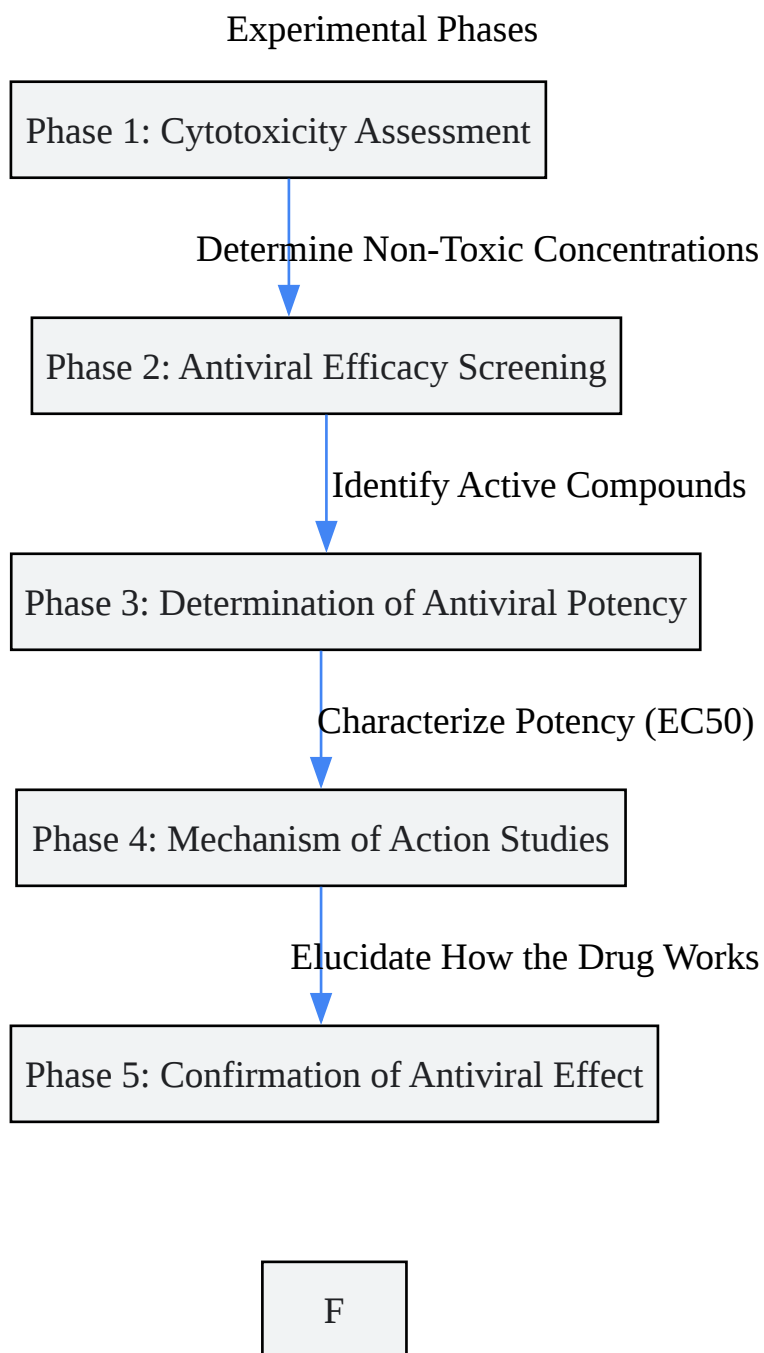 Experimental Phases
Phase 1: Cytotoxicity Assessment
Determine Non-Toxic Concentrations
Phase 2: Antiviral Efficacy Screening
Identify Active Compounds
Phase 3: Determination of Antiviral Potency
Characterize Potency (EC50)
Phase 4: Mechanism of Action Studies
Elucidate How the Drug Works
Phase 5: Confirmation of Antiviral Effect
F